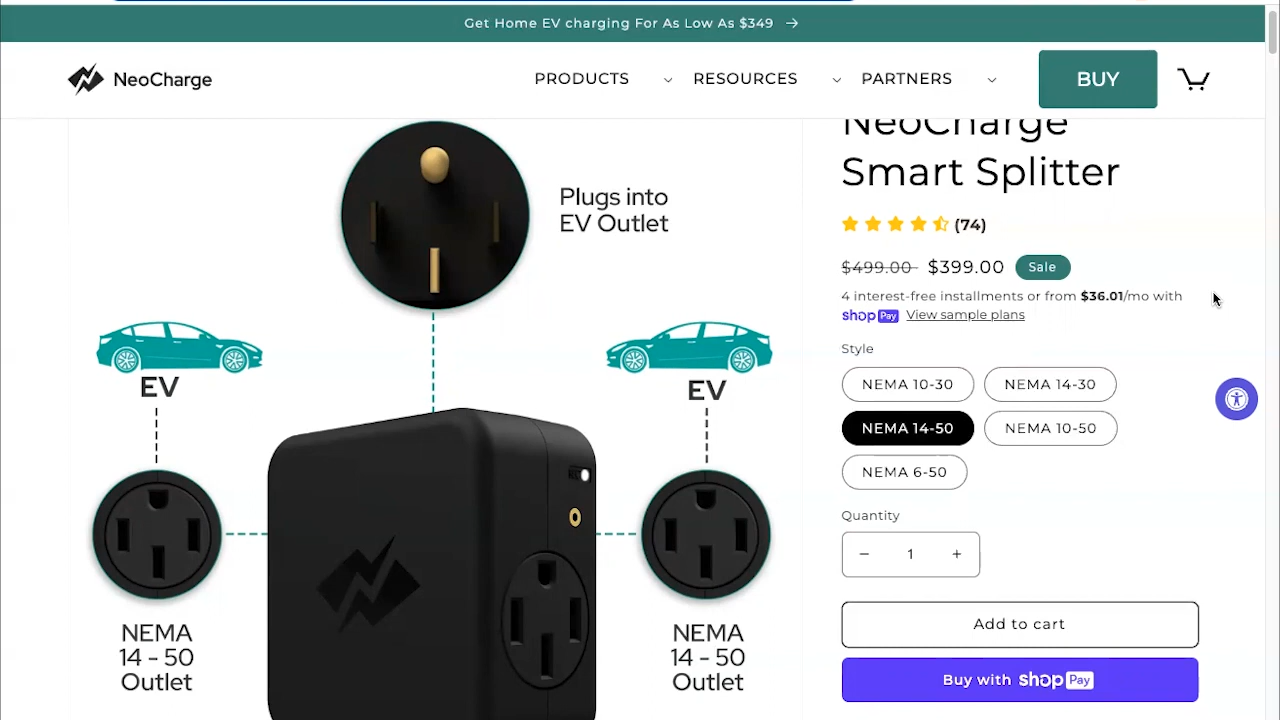 Get Home EV charging For As Low As $349 →
NeoCharge
PRODUCTS
RESOURCES
PARTNERS
BUY
NeoCharge
Smart Splitter
(74)
$499.00
$399.00
Sale
4 interest-free installments or from $36.01/mo with
shop Pay View sample plans
Style
NEMA 10-30
NEMA 14-30
NEMA 14-50
NEMA 10-50
NEMA 6-50
Quantity
− 1 +
Add to cart
Buy with shop Pay
Plugs into
EV Outlet
EV
EV
NEMA
14 - 50
Outlet
NEMA
14 - 50
Outlet